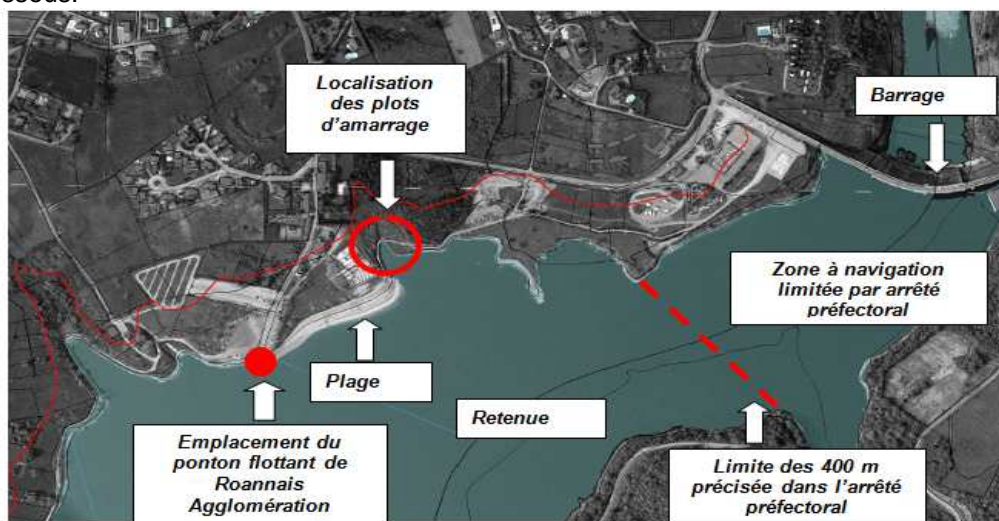 Localisation
des plots
d'amarrage
Barrage
Zone à navigation
limitée par arrêté
préfectoral
Plage
Retenue
Emplacement du
ponton flottant de
Roannais
Agglomération
Limite des 400 m
précisée dans l'arrêté
préfectoral